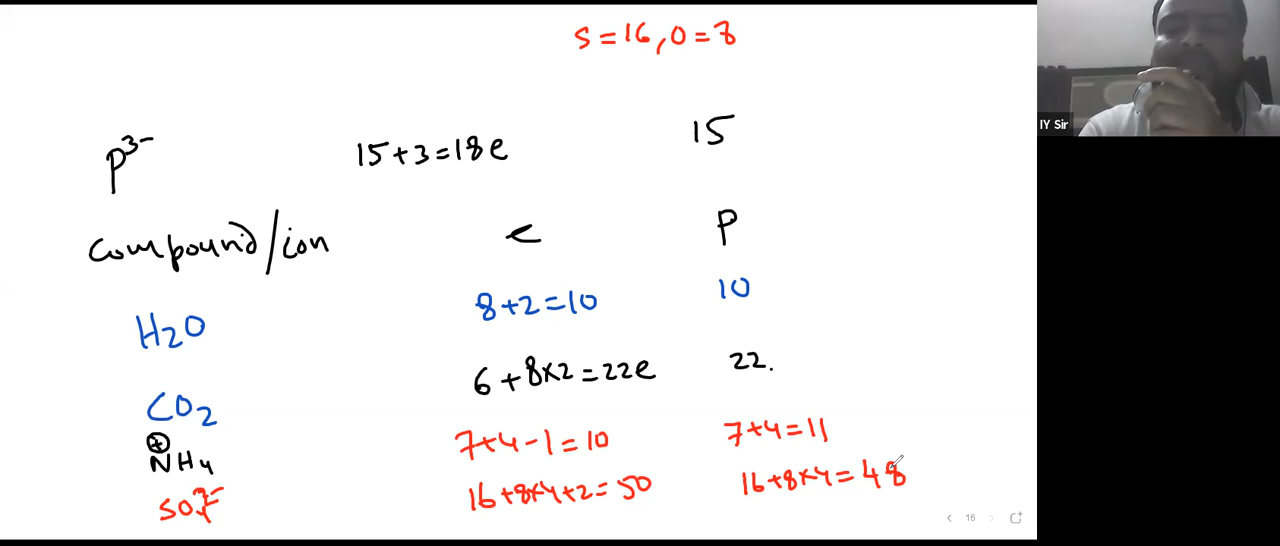 S = 16, O = 8
P³⁻ 15 + 3 = 18e 15
IY Sir
Compound/ion e P
H₂O 8 + 2 = 10 10
CO₂ 6 + 8×2 = 22e 22.
NH₄⁺ 7 + 4 - 1 = 10 7 + 4 = 11
SO₄²⁻ 16 + 8×4 + 2 = 50 16 + 8×4 = 48
16